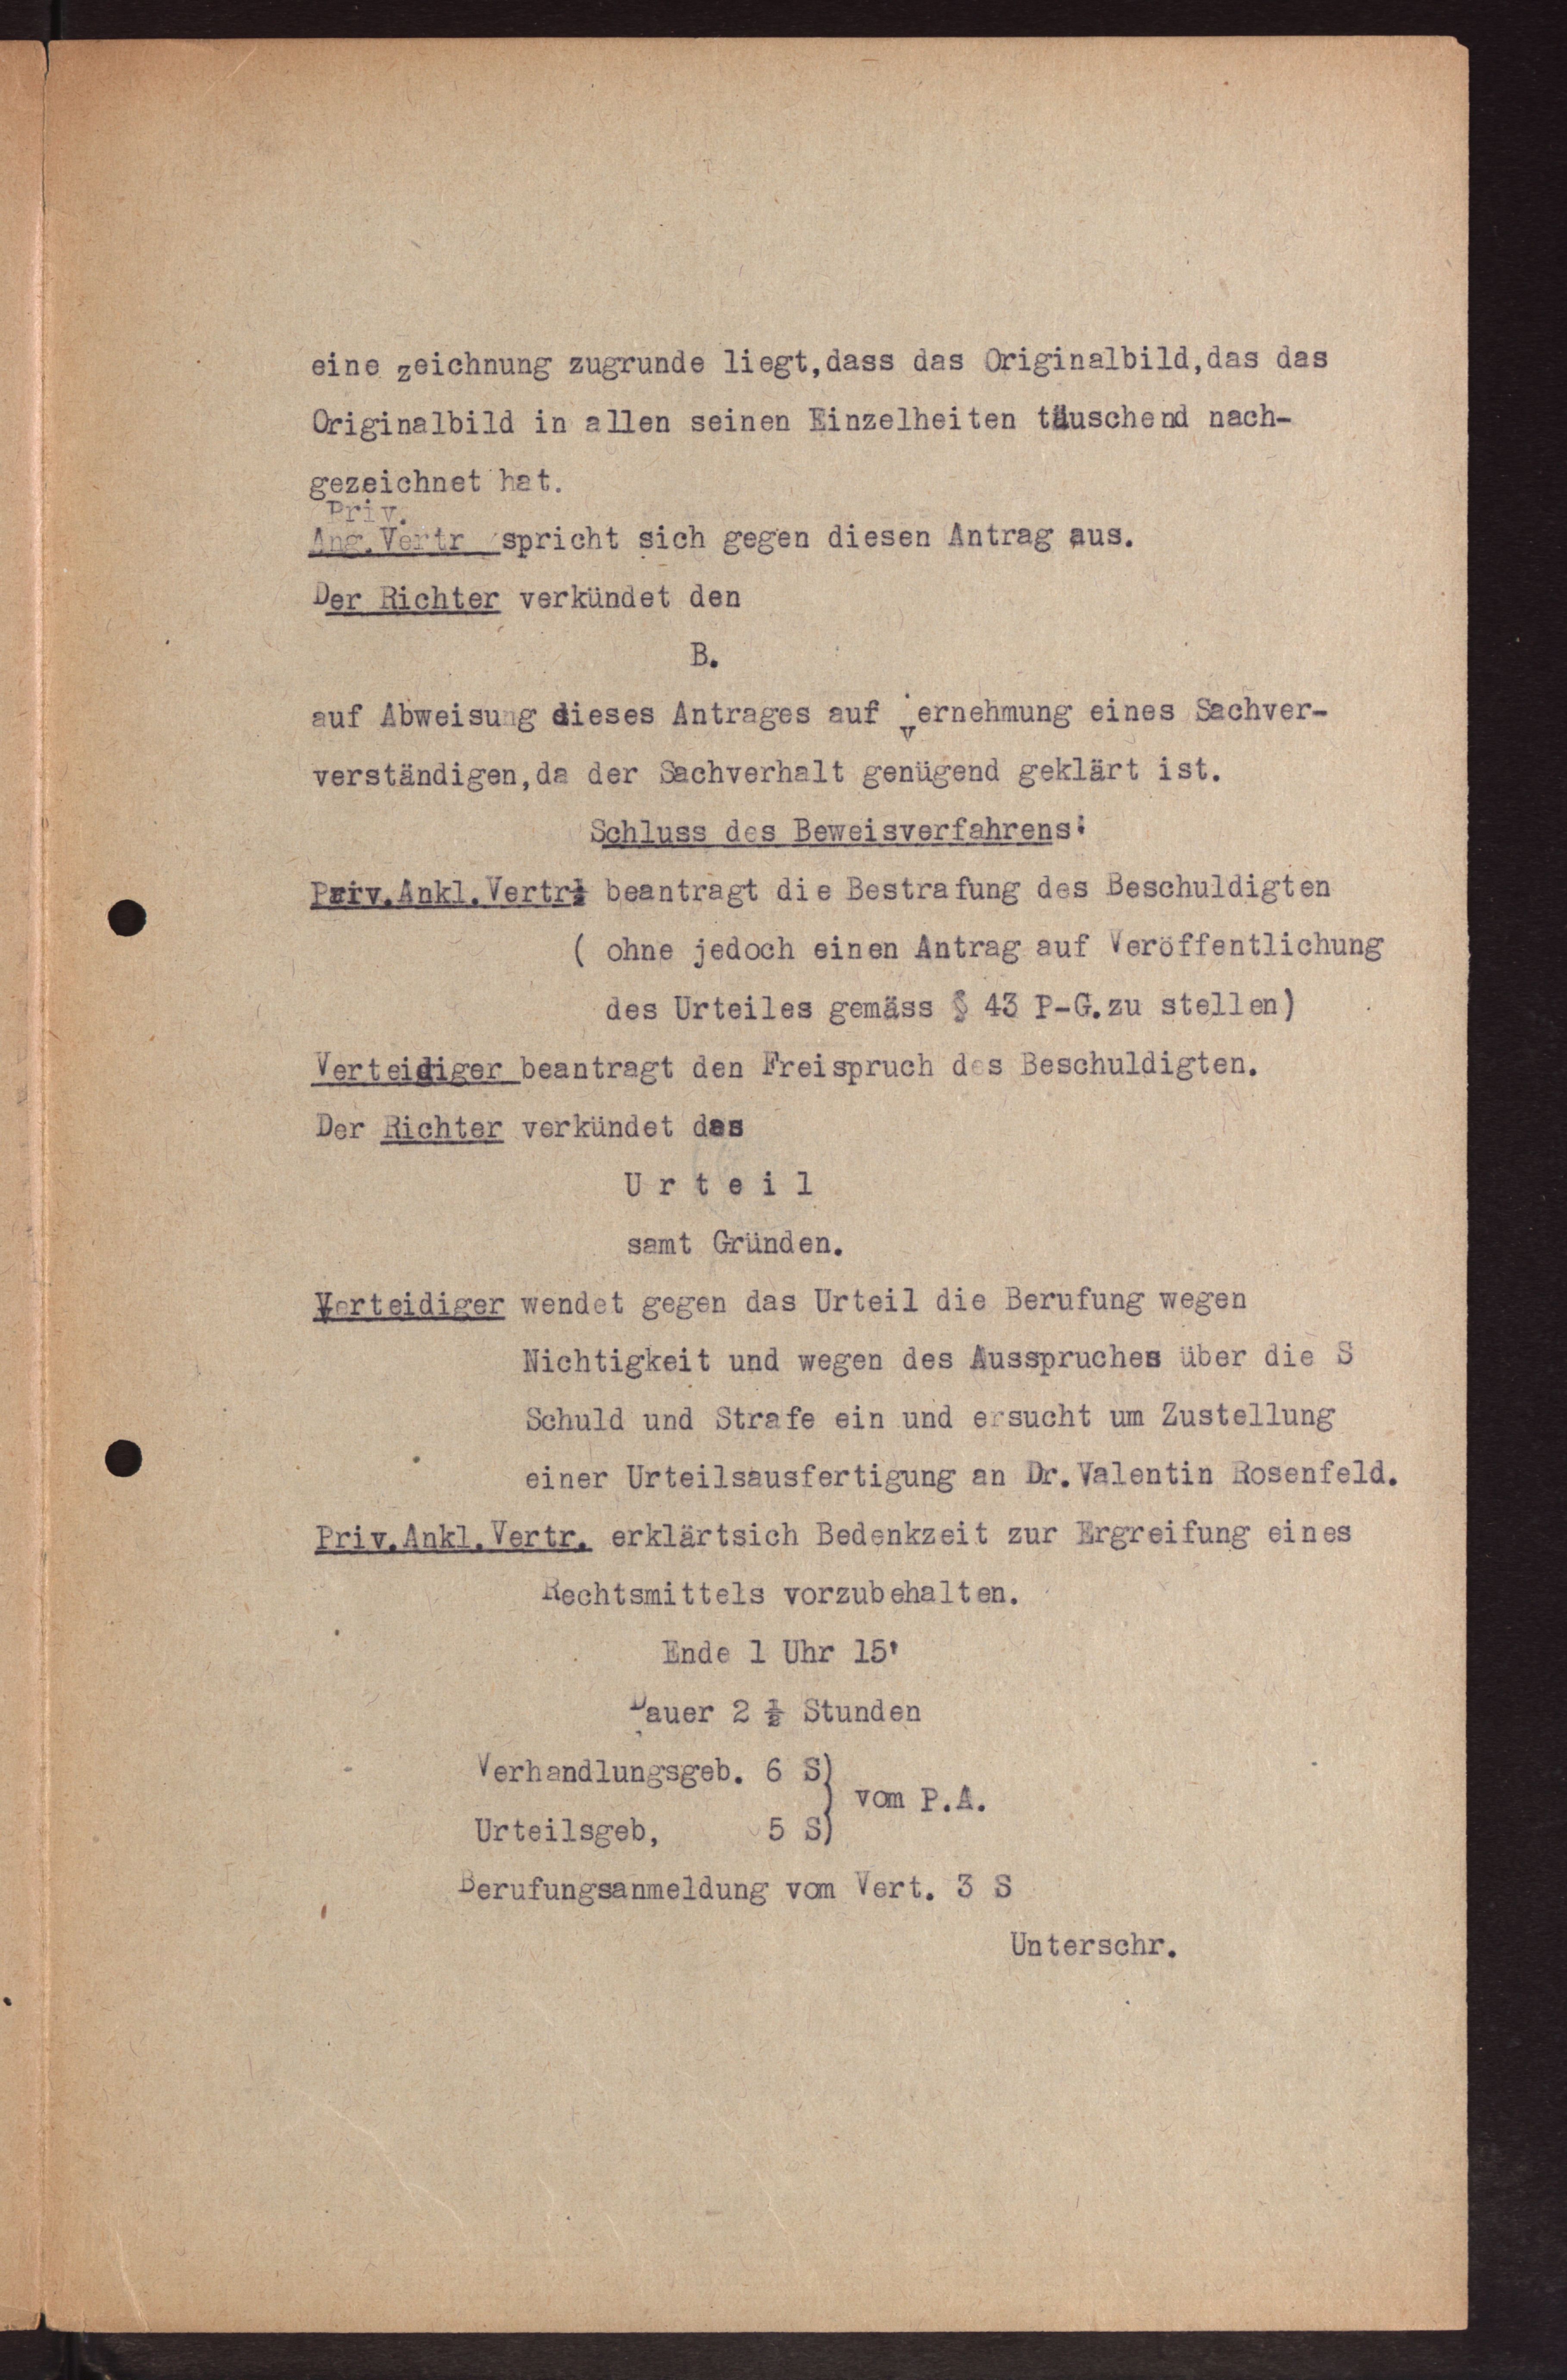 eine zeichnung zugrunde liegt,dass das Originalbild,das das
Originalbild in allen seinen Einzelheiten täuschend nach-
gezeichnet hat.
Priv.
Ang.Vertr spricht sich gegen diesen Antrag aus.
Der Richter verkündet den
B.
auf Abweisung dieses Antrages auf vernehmung eines Sachver-
verständigen,da der Sachverhalt genügend geklärt ist.
Schluss des Beweisverfahrens:
Priv.Ankl.Vertr. beantragt die Bestrafung des Beschuldigten
( ohne jedoch einen Antrag auf Veröffentlichung
des Urteiles gemäss § 43 P-G.zu stellen)
Verteidiger beantragt den Freispruch des Beschuldigten.
Der Richter verkündet das
U r t e i l
samt Gründen.
Verteidiger wendet gegen das Urteil die Berufung wegen
Nichtigkeit und wegen des Ausspruches über die S
Schuld und Strafe ein und ersucht um Zustellung
einer Urteilsausfertigung an Dr.Valentin Rosenfeld.
Priv.Ankl.Vertr. erklärtsich Bedenkzeit zur Ergreifung eines
Rechtsmittels vorzubehalten.
Ende 1 Uhr 15'
Dauer 2 ½ Stunden
Verhandlungsgeb. 6 S)
) vom P.A.
Urteilsgeb, 5 S)
Berufungsanmeldung vom Vert. 3 S
Unterschr.